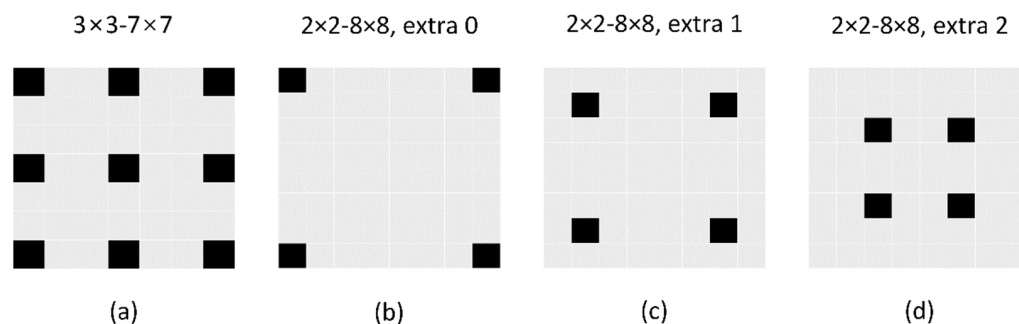 3×3-7×7
2×2-8×8, extra 0
2×2-8×8, extra 1
2×2-8×8, extra 2
(a)
(b)
(c)
(d)